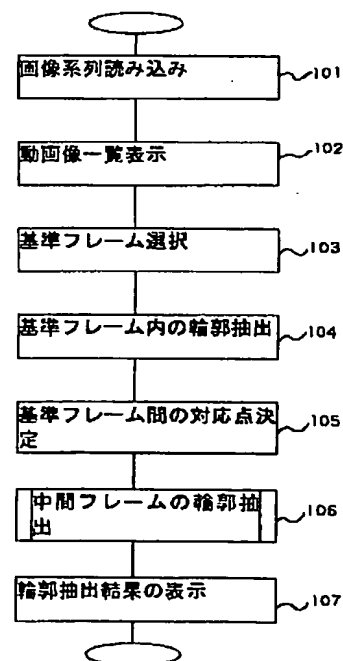 画像系列読み込み
101
動画像一覧表示
102
基準フレーム選択
103
基準フレーム内の輪郭抽出
104
基準フレーム間の対応点決
定
105
中間フレームの輪郭抽
出
106
輪郭抽出結果の表示
107